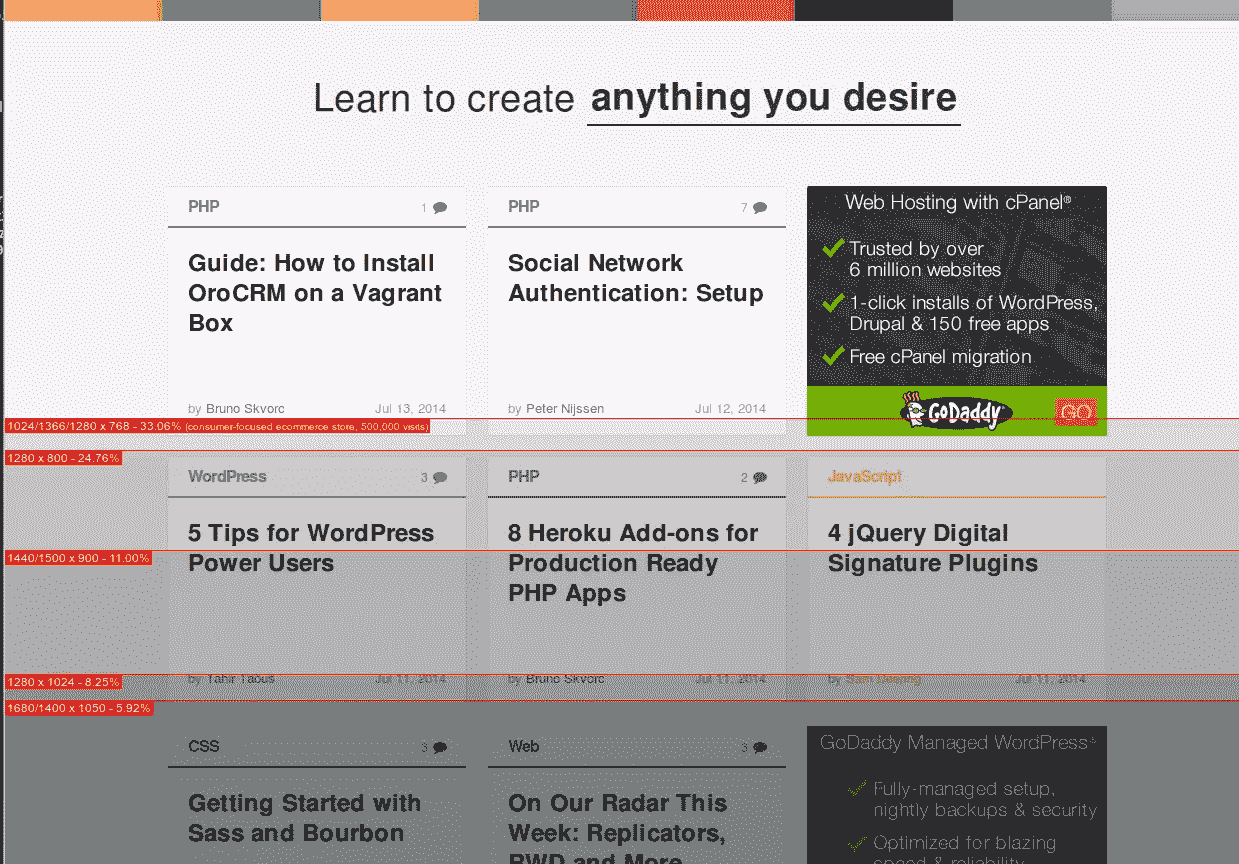 Learn to create anything you desire
PHP 1
Guide: How to Install
OroCRM on a Vagrant
Box
by Bruno Skvorc Jul 13, 2014
PHP 7
Social Network
Authentication: Setup
by Peter Nijssen Jul 12, 2014
Web Hosting with cPanel®
Trusted by over
6 million websites
1-click installs of WordPress,
Drupal & 150 free apps
Free cPanel migration
GoDaddy GO
1024/1366/1280 x 768 - 33.06% (consumer-focused ecommerce store, 500,000 visits)
1280 x 800 - 24.76%
WordPress 3
5 Tips for WordPress
Power Users
by Tahir Taous Jul 11, 2014
PHP 2
8 Heroku Add-ons for
Production Ready
PHP Apps
by Bruno Skvorc Jul 11, 2014
JavaScript
4 jQuery Digital
Signature Plugins
by Sam Deering Jul 11, 2014
1440/1500 x 900 - 11.00%
1280 x 1024 - 8.25%
1680/1400 x 1050 - 5.92%
CSS 3
Getting Started with
Sass and Bourbon
Web 3
On Our Radar This
Week: Replicators,
RWD and More
GoDaddy Managed WordPress
Fully-managed setup,
nightly backups & security
Optimized for blazing
speed & reliability